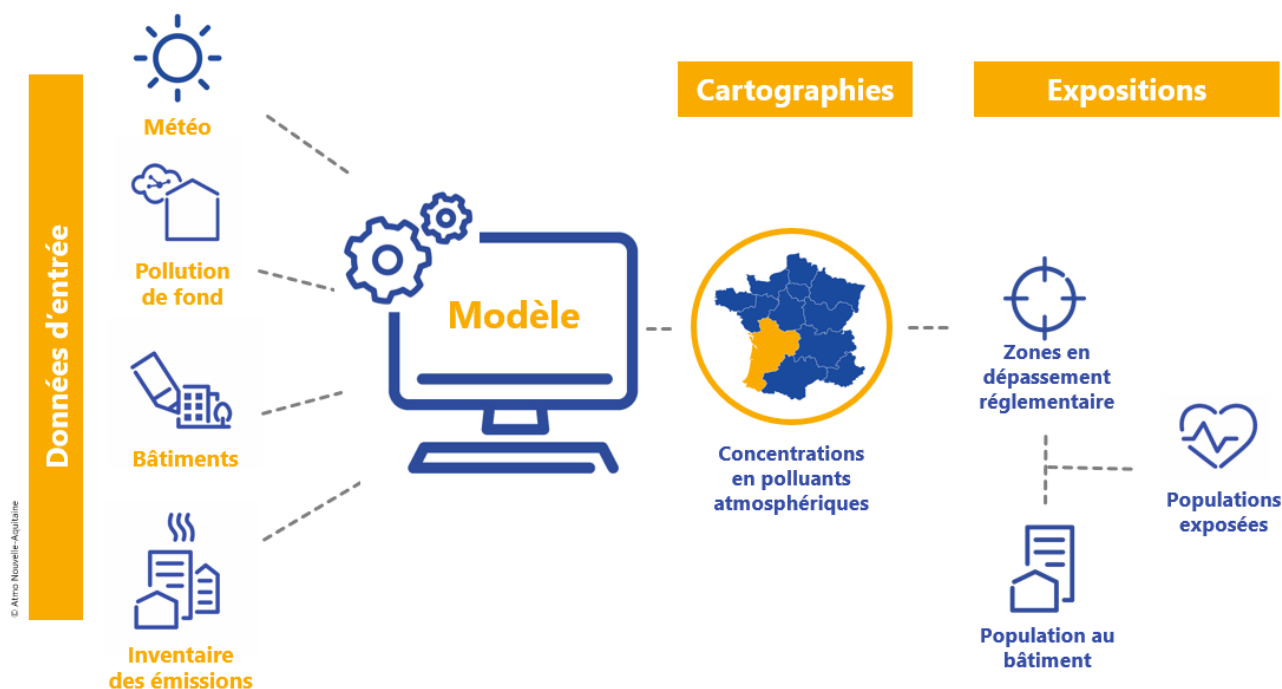 Données d'entrée
Météo
Pollution
de fond
Bâtiments
Inventaire
des émissions
Modèle
Cartographies
Concentrations
en polluants
atmosphériques
Expositions
Zones en
dépassement
réglementaire
Populations
exposées
Population au
bâtiment
© Atmo Nouvelle-Aquitaine